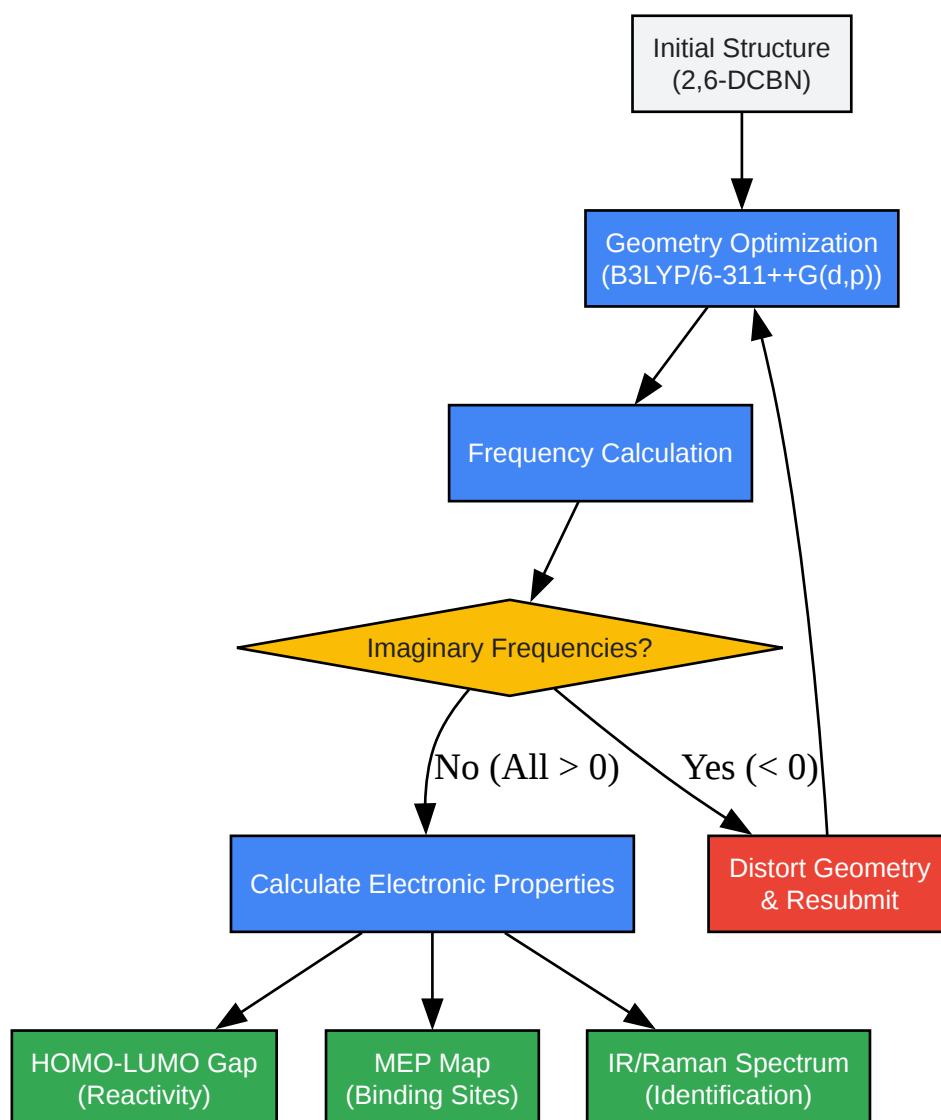 Initial Structure
(2,6-DCBN)
Geometry Optimization
(B3LYP/6-311++G(d,p))
Frequency Calculation
Imaginary Frequencies?
No (All > 0)
Yes (< 0)
Calculate Electronic Properties
Distort Geometry
& Resubmit
HOMO-LUMO Gap
(Reactivity)
MEP Map
(Binding Sites)
IR/Raman Spectrum
(Identification)